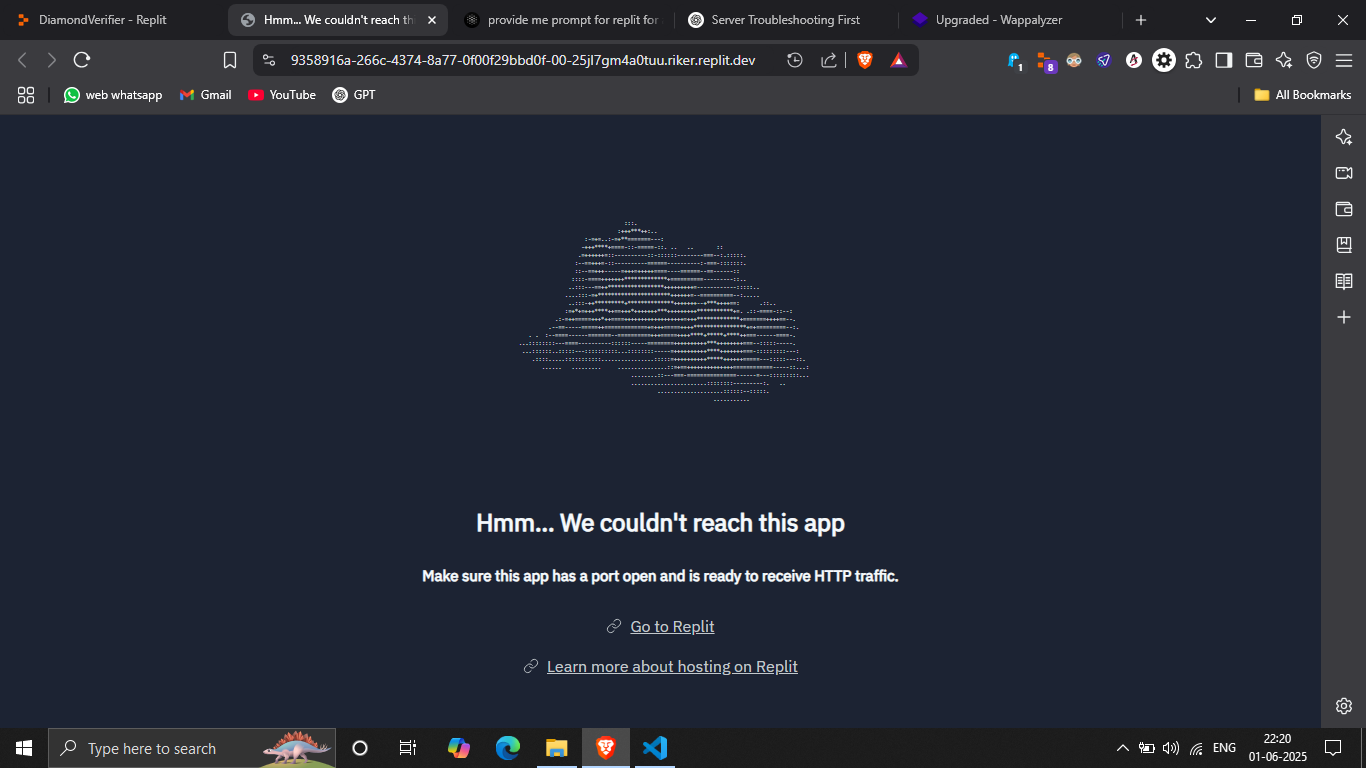 DiamondVerifier - Replit
Hmm... We couldn't reach thi
provide me prompt for replit for
Server Troubleshooting First
Upgraded - Wappalyzer
9358916a-266c-4374-8a77-0f00f29bbd0f-00-25jl7gm4a0tuu.riker.replit.dev
1
8
web whatsapp
Gmail
YouTube
GPT
All Bookmarks
Hmm... We couldn't reach this app
Make sure this app has a port open and is ready to receive HTTP traffic.
Go to Replit
Learn more about hosting on Replit
Type here to search
ENG
22:20
01-06-2025